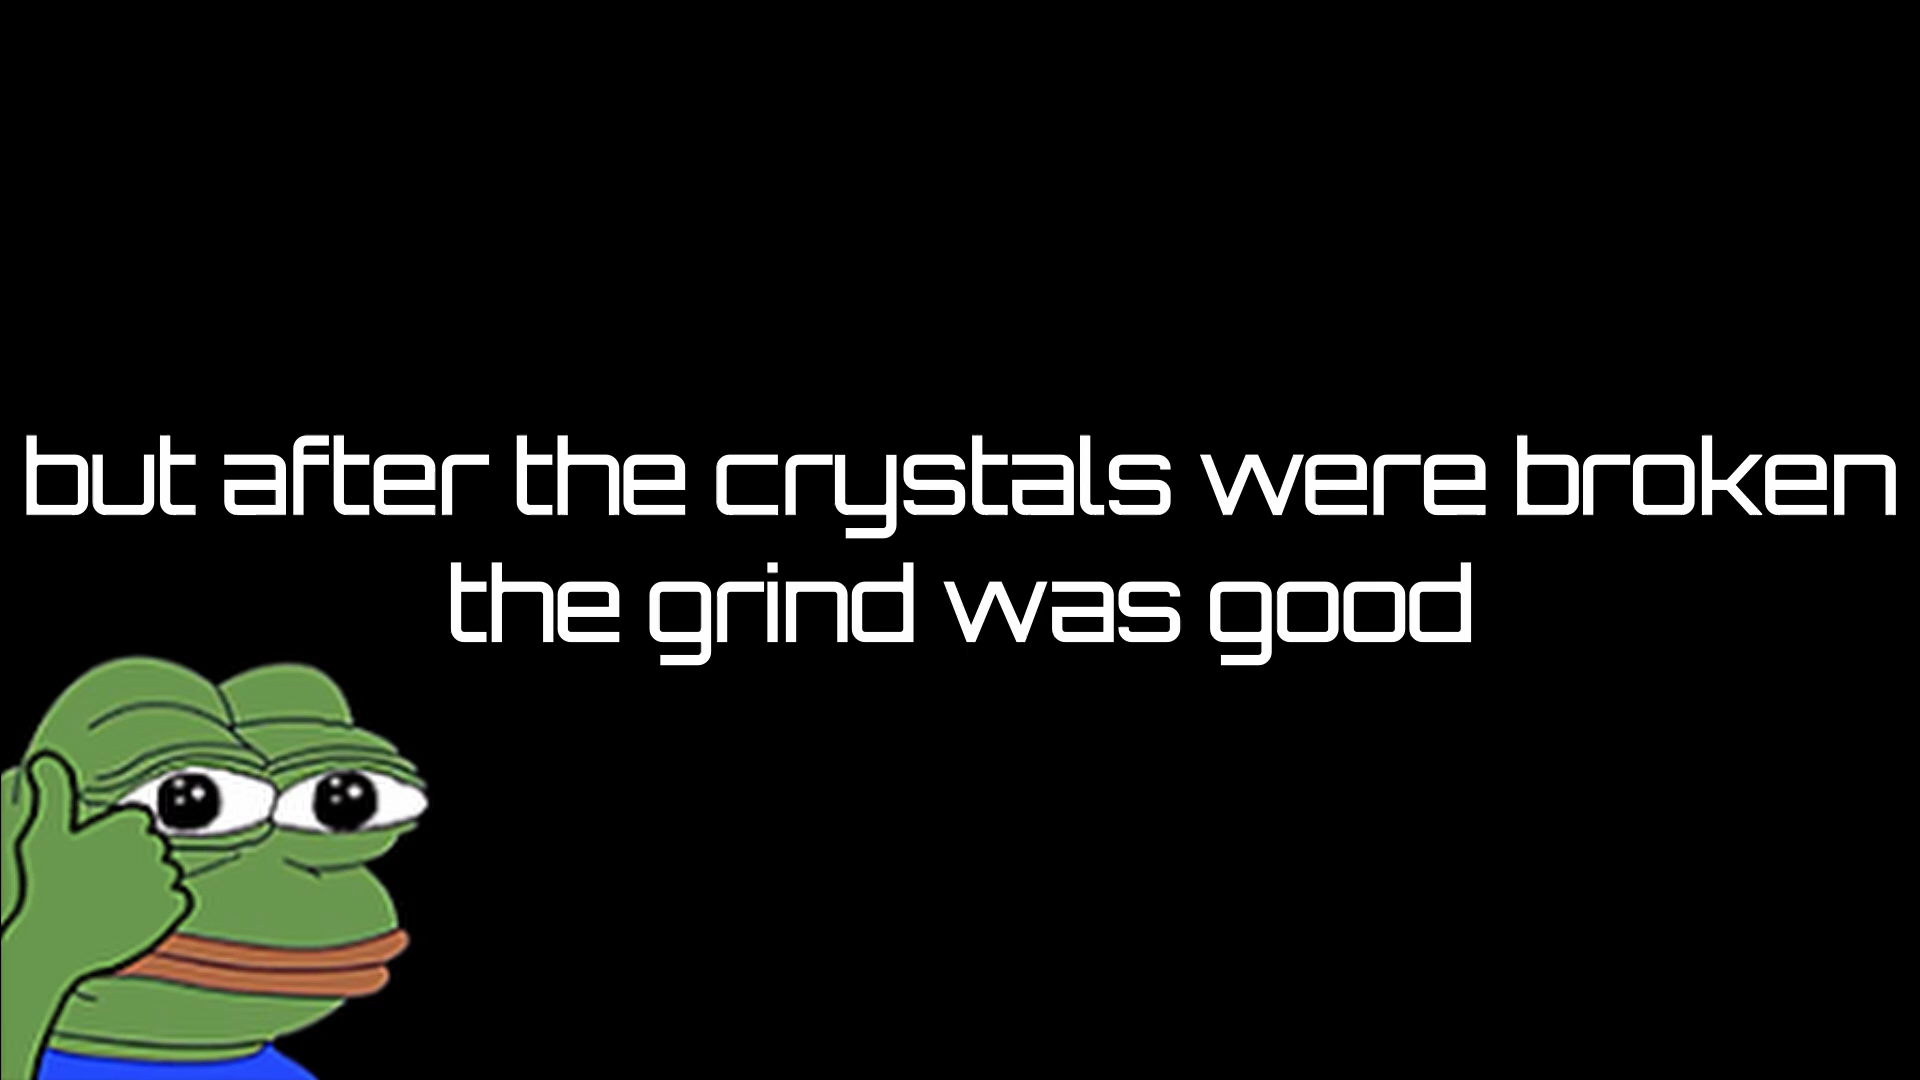 but after the crystals were broken
the grind was good